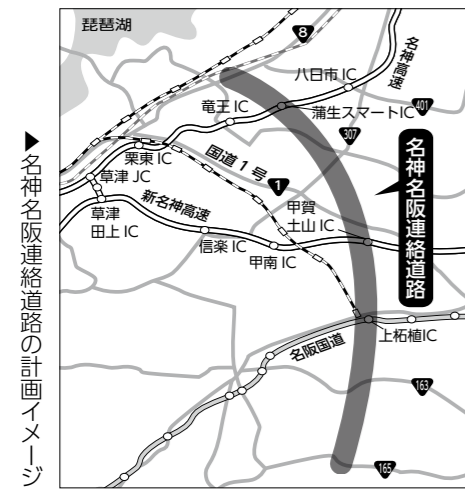 琵琶湖
8
名神高速
八日市 IC
竜王 IC
蒲生スマートIC
401
307
栗東 IC
国道 1 号
1
名神名阪連絡道路
草津 JC
新名神高速
甲賀
土山 IC
草津
田上 IC
信楽 IC
甲南 IC
上柘植IC
名阪国道
163
165
▶名神名阪連絡道路の計画イメージ